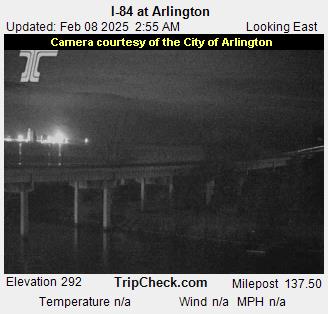 I-84 at Arlington
Updated: Feb 08 2025 2:55 AM Looking East
Camera courtesy of the City of Arlington
Elevation 292 TripCheck.com Milepost 137.50
Temperature n/a Wind n/a MPH n/a